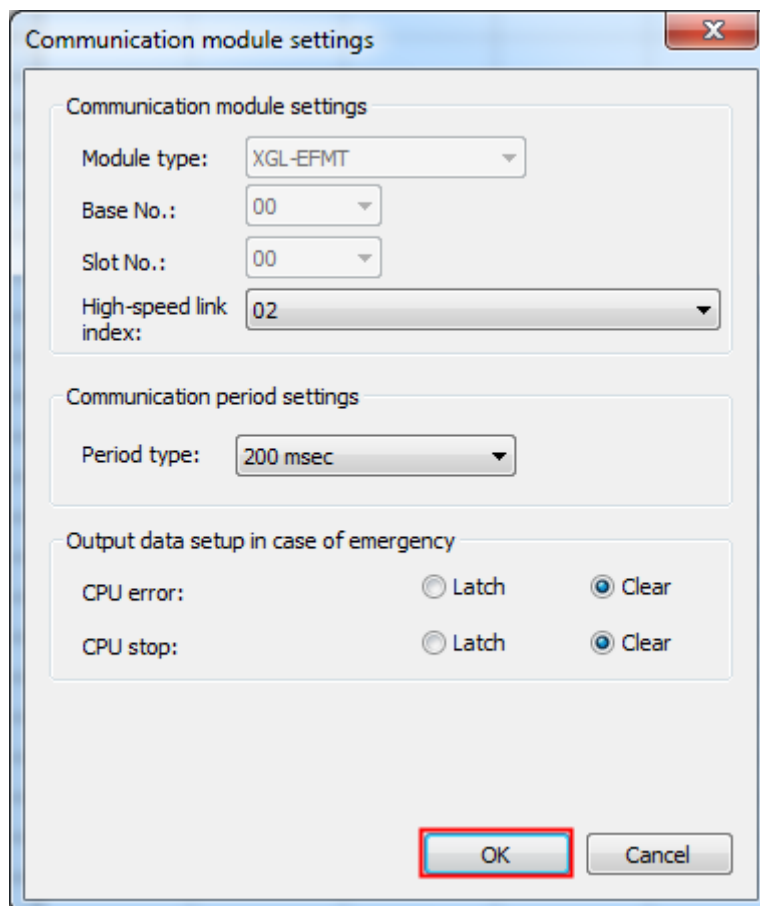 Communication module settings
Communication module settings
Module type: XGL-EFMT
Base No.: 00
Slot No.: 00
High-speed link
index: 02
Communication period settings
Period type: 200 msec
Output data setup in case of emergency
CPU error: Latch Clear
CPU stop: Latch Clear
OK Cancel